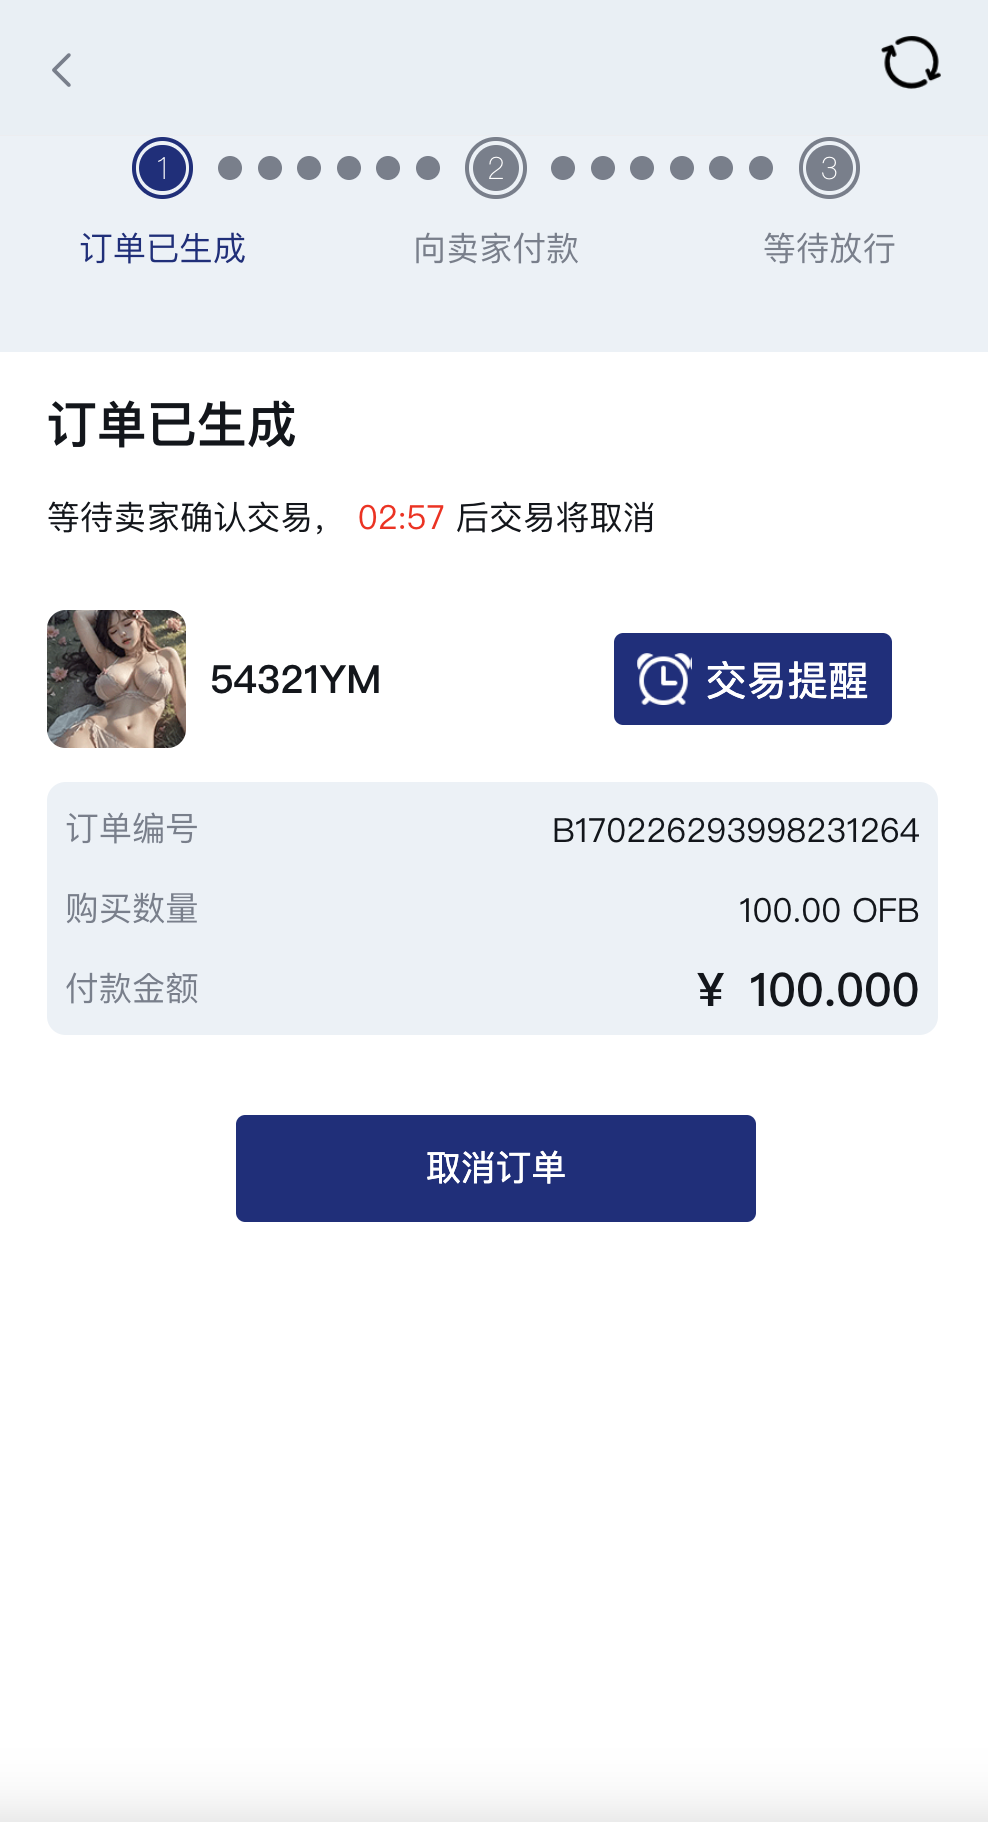 1
2
3
订单已生成
向卖家付款
等待放行
订单已生成
等待卖家确认交易, 02:57 后交易将取消
54321YM
交易提醒
订单编号 B170226293998231264
购买数量 100.00 OFB
付款金额 ¥ 100.000
取消订单